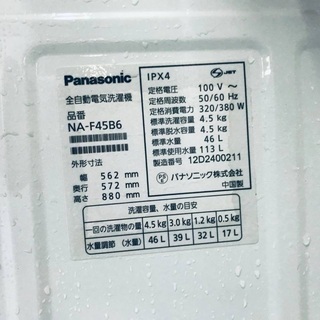 Panasonic
全自動電気洗濯機
品番
NA-F45B6
外形寸法
幅 562 mm
奥行 572 mm
高さ 880 mm
IPX4
JET
定格電圧 100 V~
定格周波数 50/60 Hz
定格消費電力 320/380 W
標準洗濯容量 4.5 kg
標準脱水容量 4.5 kg
標準水量 46 L
標準使用水量 113 L
製造番号 12D2400211
PSE パナソニック株式会社
中国製
洗濯容量、水量の目安
一回の洗濯物の量 4.5 kg 3.0 kg 1.2 kg 0.5 kg
水量調節(水量) 46 L 39 L 32 L 17 L